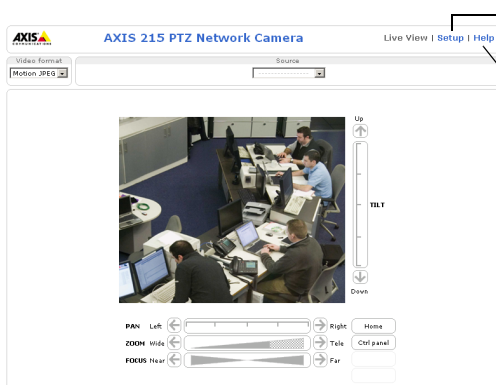 AXIS
COMMUNICATIONS
AXIS 215 PTZ Network Camera
Live View | Setup | Help
Video format
Source
Motion JPEG
Up
TILT
Down
PAN Left Right Home
ZOOM Wide Tele Ctrl panel
FOCUS Near Far